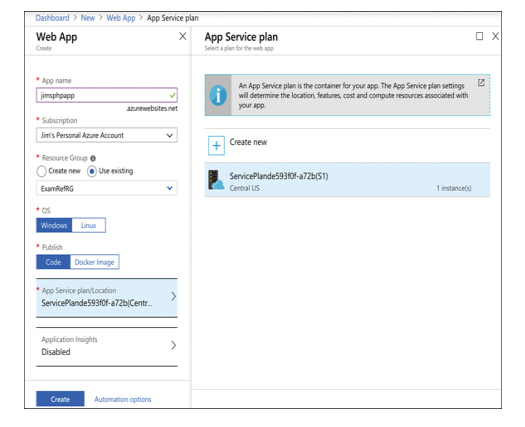 Dashboard > New > Web App > App Service plan
Web App
Create
* App name
jimsphpapp
.azurewebsites.net
* Subscription
Jim's Personal Azure Account
* Resource Group
Create new
Use existing
ExamRefRG
* OS
Windows
Linux
* Publish
Code
Docker Image
* App Service plan/Location
ServicePlande593f0f-a72b(Centr...
Application Insights
Disabled
Create
Automation options
App Service plan
Select a plan for the web app
An App Service plan is the container for your app. The App Service plan settings
will determine the location, features, cost and compute resources associated with
your app.
Create new
ServicePlande593f0f-a72b(S1)
Central US
1 instance(s)